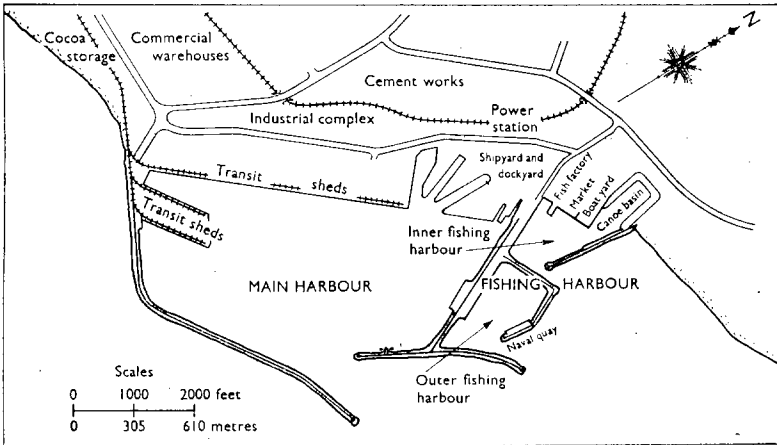 Cocoa
storage
Commercial
warehouses
N
Cement works
Industrial complex
Power
station
Shipyard and
dockyard
Transit sheds
Transit sheds
Fish factory
Market
Boat yard
Canoe basin
Inner fishing
harbour
MAIN HARBOUR
FISHING HARBOUR
Naval quay
Outer fishing
harbour
Scales
0 1000 2000 feet
0 305 610 metres